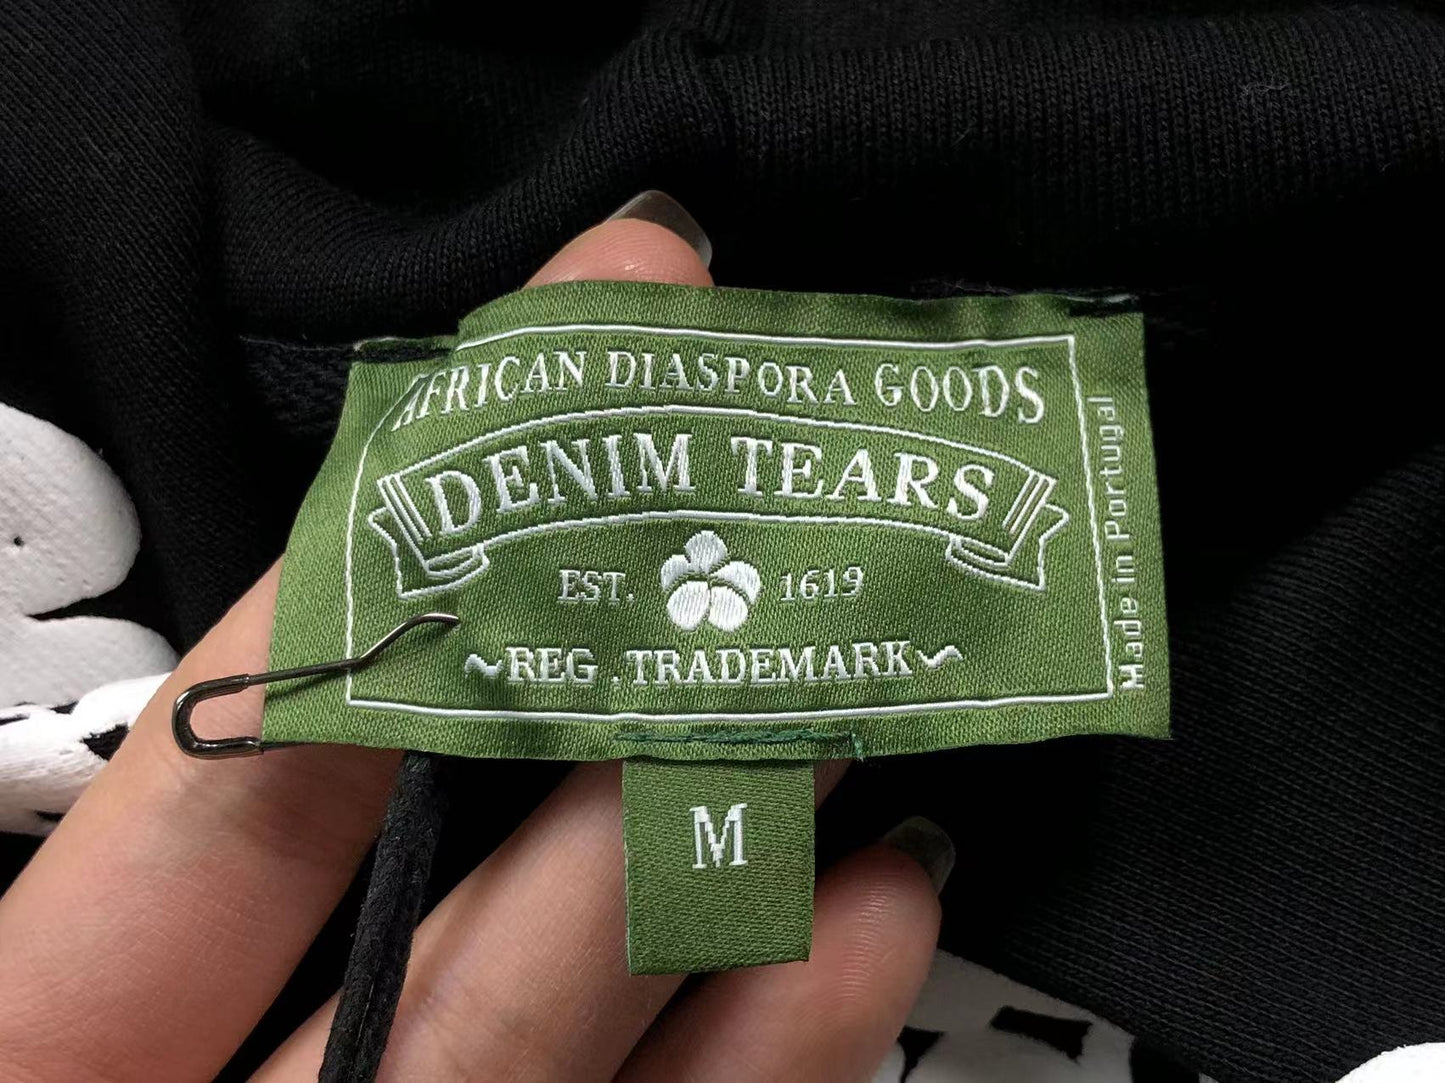 AFRICAN DIASPORA GOODS
DENIM TEARS
EST. 1619
~REG .TRADEMARK~
Made in Portugal
M